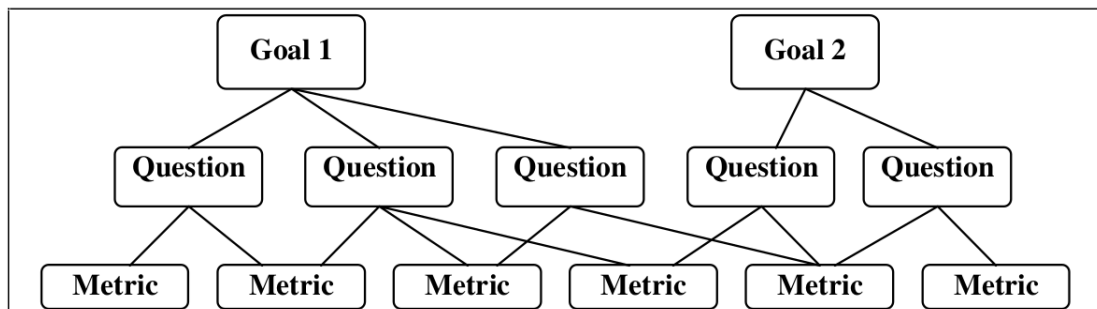 Goal 1 Goal 2
Question Question Question Question Question
Metric Metric Metric Metric Metric Metric